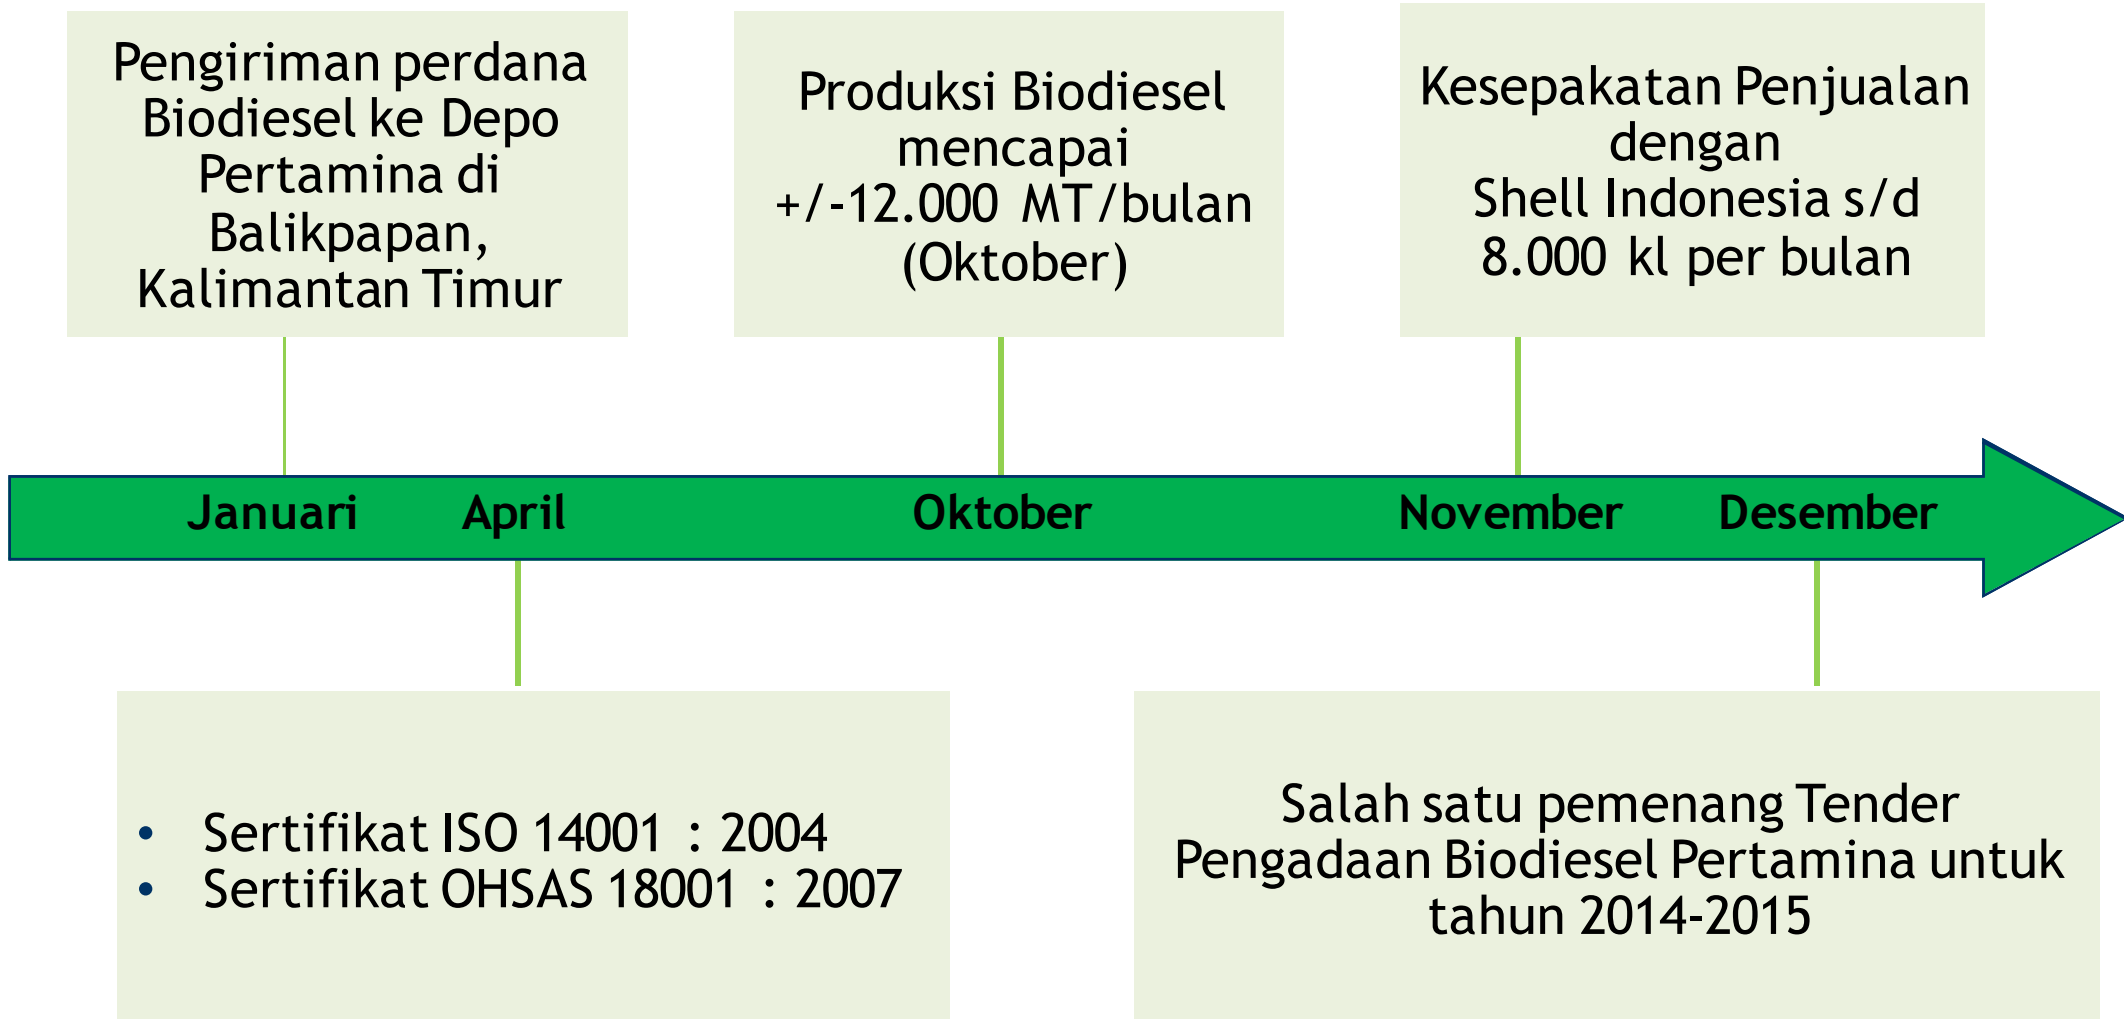 Pengiriman perdana
Biodiesel ke Depo
Pertamina di
Balikpapan,
Kalimantan Timur
Produksi Biodiesel
mencapai
+/-12.000 MT/bulan
(Oktober)
Kesepakatan Penjualan
dengan
Shell Indonesia s/d
8.000 kl per bulan
Januari
April
Oktober
November
Desember
• Sertifikat ISO 14001 : 2004
• Sertifikat OHSAS 18001 : 2007
Salah satu pemenang Tender
Pengadaan Biodiesel Pertamina untuk
tahun 2014-2015